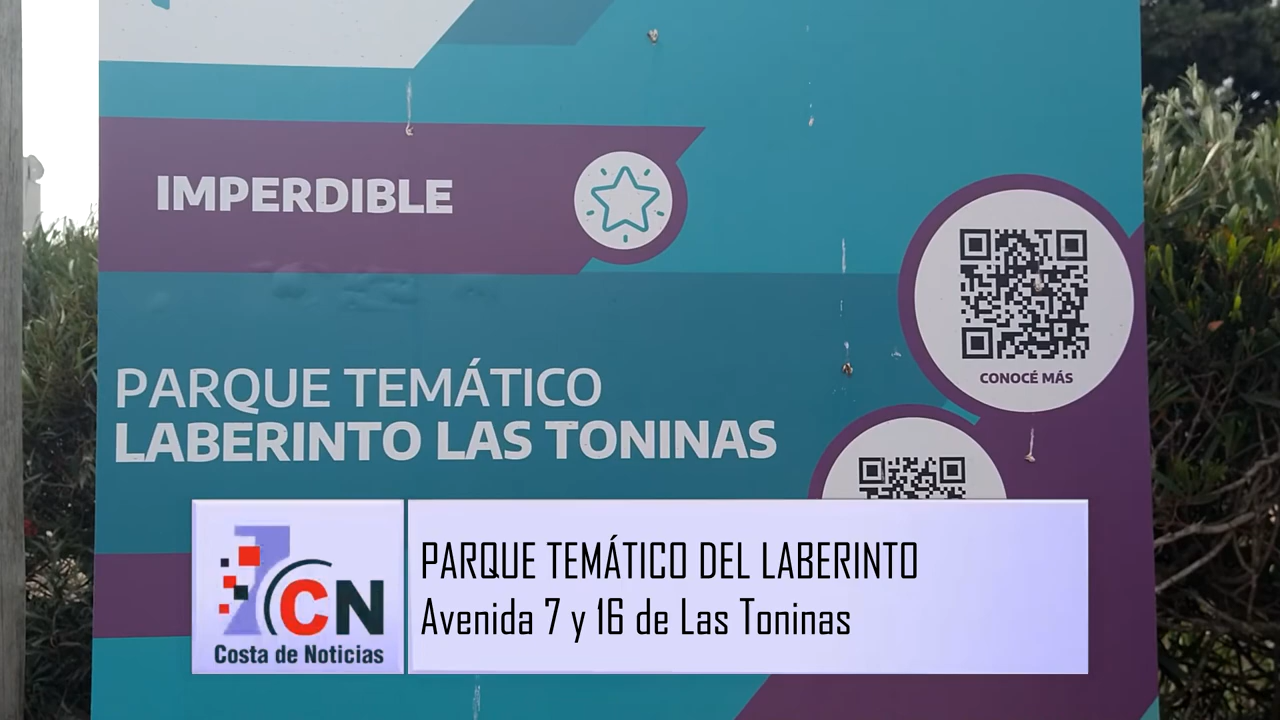 IMPERDIBLE
CONOCÉ MÁS
PARQUE TEMÁTICO
LABERINTO LAS TONINAS
7
CN
Costa de Noticias
PARQUE TEMÁTICO DEL LABERINTO
Avenida 7 y 16 de Las Toninas